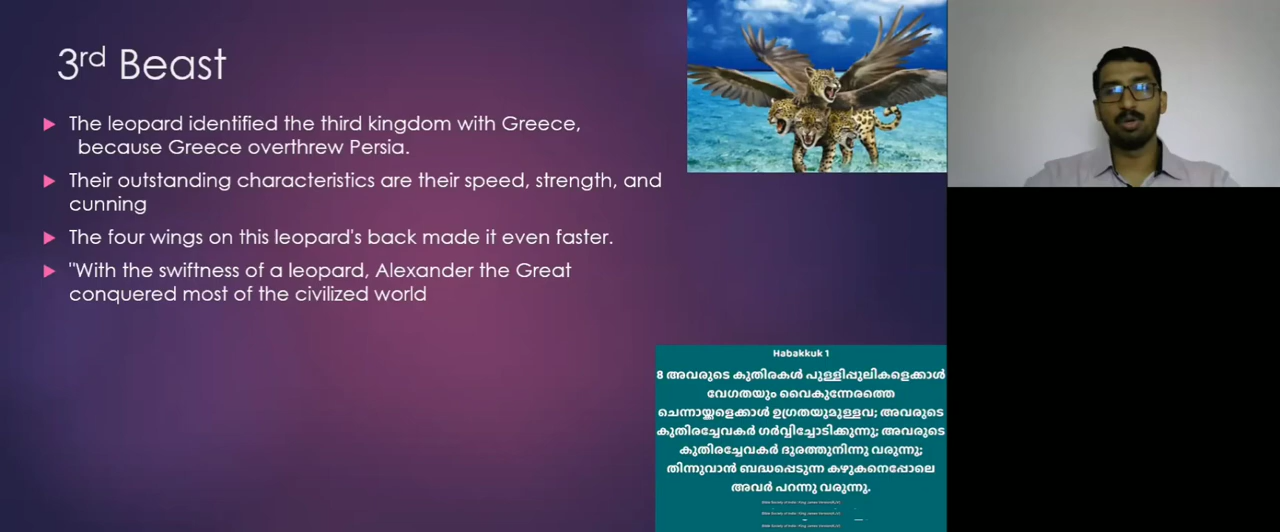 3rd Beast
The leopard identified the third kingdom with Greece,
because Greece overthrew Persia.
Their outstanding characteristics are their speed, strength, and
cunning
The four wings on this leopard's back made it even faster.
"With the swiftness of a leopard, Alexander the Great
conquered most of the civilized world
Habakkuk 1
8 അവരുടെ കുതിരകൾ പുള്ളിപ്പുലികളെക്കാൾ
വേഗതയും വൈകുന്നേരത്തെ
ചെന്നായ്ക്കളെക്കാൾ ഉഗ്രതയുമുള്ളവ; അവരുടെ
കുതിരച്ചേവകർ ഗർവ്വിച്ചോടിക്കുന്നു; അവരുടെ
കുതിരച്ചേവകർ ദൂരത്തുനിന്നു വരുന്നു;
തിന്നുവാൻ ബദ്ധപ്പെടുന്ന കഴുകനെപ്പോലെ
അവർ പറന്നു വരുന്നു.